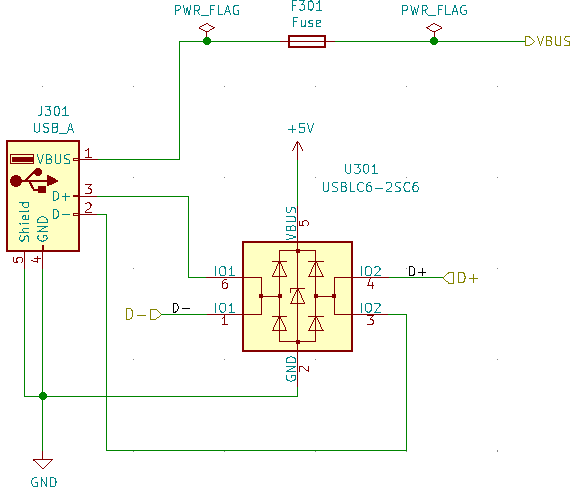 PWR_FLAG
F301
Fuse
PWR_FLAG
VBUS
J301
USB_A
VBUS
1
D+
3
D-
2
Shield
GND
5
4
+5V
U301
USBLC6-2SC6
VBUS
5
IO1
6
IO2
4
D+
D+
D-
D-
IO1
1
IO2
3
GND
2
GND